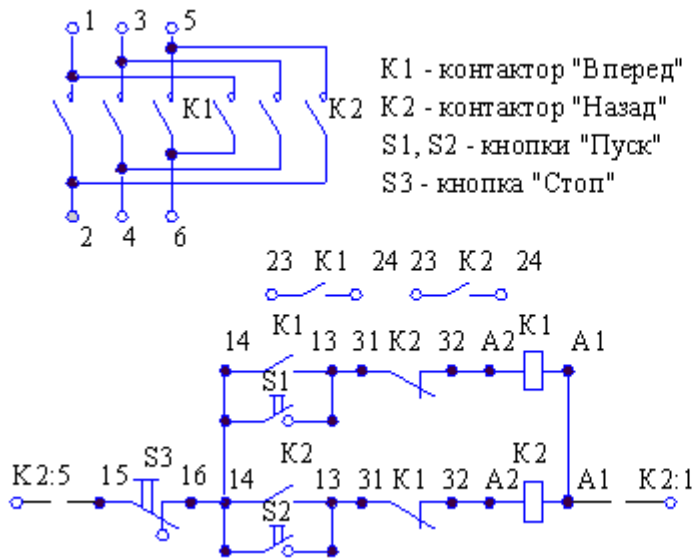 1 3 5
К1 - контактор "Вперед"
К1 К2 К2 - контактор "Назад"
S1, S2 - кнопки "Пуск"
S3 - кнопка "Стоп"
2 4 6
23 К1 24 23 К2 24
К1 К1
14 13 31 К2 32 А2 А1
S1
S3 К2 К2
К2:5 15 16 14 13 31 К1 32 А2 А1 К2:1
S2